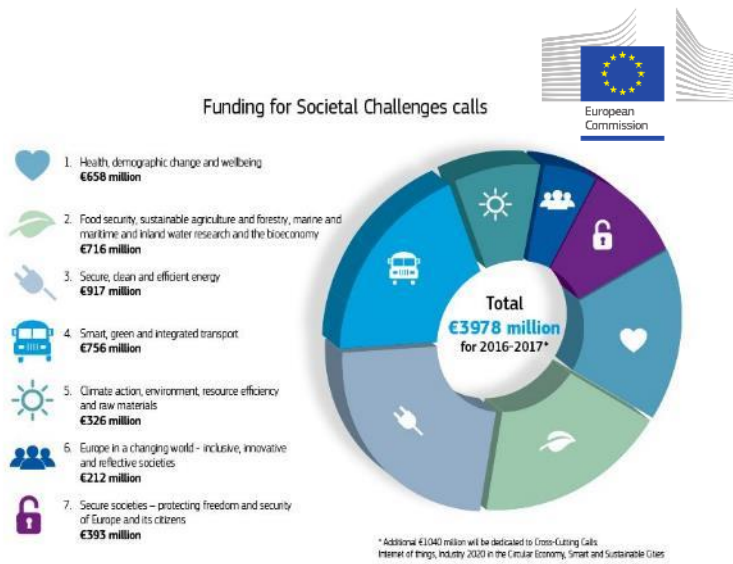 European
Commission
Funding for Societal Challenges calls
1. Health, demographic change and wellbeing
€658 million
2. Food security, sustainable agriculture and forestry, marine and
maritime and inland water research and the bioeconomy
€716 million
3. Secure, clean and efficient energy
€917 million
4. Smart, green and integrated transport
€756 million
5. Climate action, environment, resource efficiency
and raw materials
€326 million
6. Europe in a changing world - inclusive, innovative
and reflective societies
€212 million
7. Secure societies – protecting freedom and security
of Europe and its citizens
€393 million
Total
€3978 million
for 2016-2017*
* Additional €1040 million will be dedicated to Cross-Cutting Calls
Internet of things, Industry 2020 in the Circular Economy, Smart and Sustainable Cities